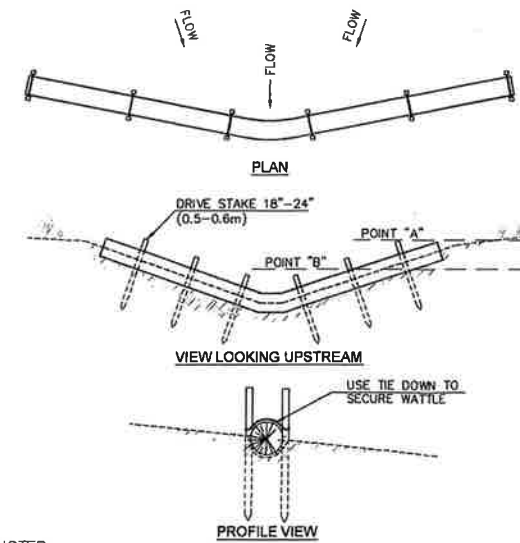 FLOW
FLOW
FLOW
PLAN
DRIVE STAKE 18"-24"
(0.5-0.6m)
POINT "A"
POINT "B"
VIEW LOOKING UPSTREAM
USE TIE DOWN TO
SECURE WATTLE
PROFILE VIEW